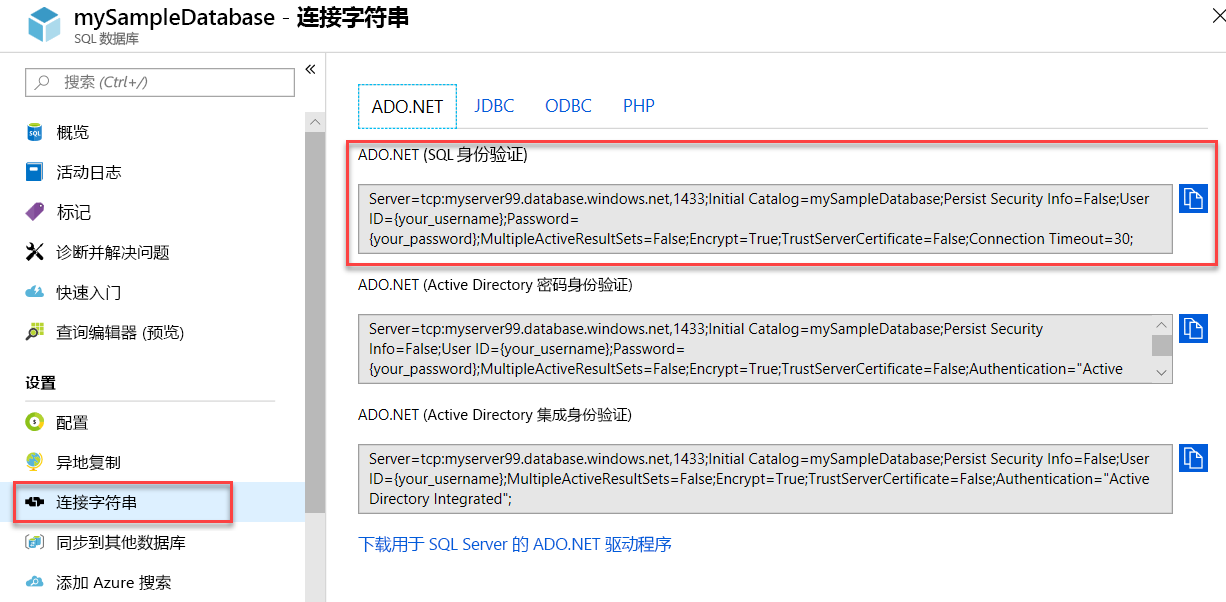 mySampleDatabase - 连接字符串
SQL 数据库
搜索 (Ctrl+/)
概览
活动日志
标记
诊断并解决问题
快速入门
查询编辑器 (预览)
设置
配置
异地复制
连接字符串
同步到其他数据库
添加 Azure 搜索
ADO.NET JDBC ODBC PHP
ADO.NET (SQL 身份验证)
Server=tcp:myserver99.database.windows.net,1433;Initial Catalog=mySampleDatabase;Persist Security Info=False;User
ID={your_username};Password=
{your_password};MultipleActiveResultSets=False;Encrypt=True;TrustServerCertificate=False;Connection Timeout=30;
ADO.NET (Active Directory 密码身份验证)
Server=tcp:myserver99.database.windows.net,1433;Initial Catalog=mySampleDatabase;Persist Security
Info=False;User ID={your_username};Password=
{your_password};MultipleActiveResultSets=False;Encrypt=True;TrustServerCertificate=False;Authentication="Active
ADO.NET (Active Directory 集成身份验证)
Server=tcp:myserver99.database.windows.net,1433;Initial Catalog=mySampleDatabase;Persist Security Info=False;User
ID={your_username};MultipleActiveResultSets=False;Encrypt=True;TrustServerCertificate=False;Authentication="Active
Directory Integrated";
下载用于 SQL Server 的 ADO.NET 驱动程序